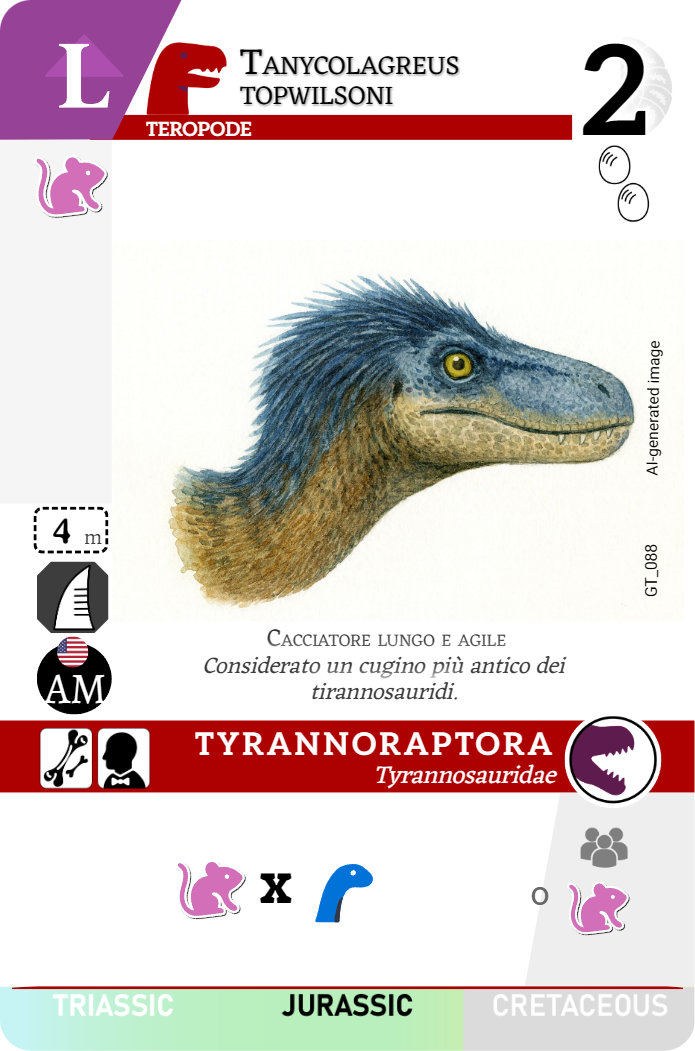 L
Tanycolagreus
topwilsoni
2
TEROPODE
AI-generated image
GT_088
4 m
AM
Cacciatore lungo e agile
Considerato un cugino più antico dei
tirannosauridi.
TYRANNORAPTORA
Tyrannosauridae
x
o
TRIASSIC JURASSIC CRETACEOUS